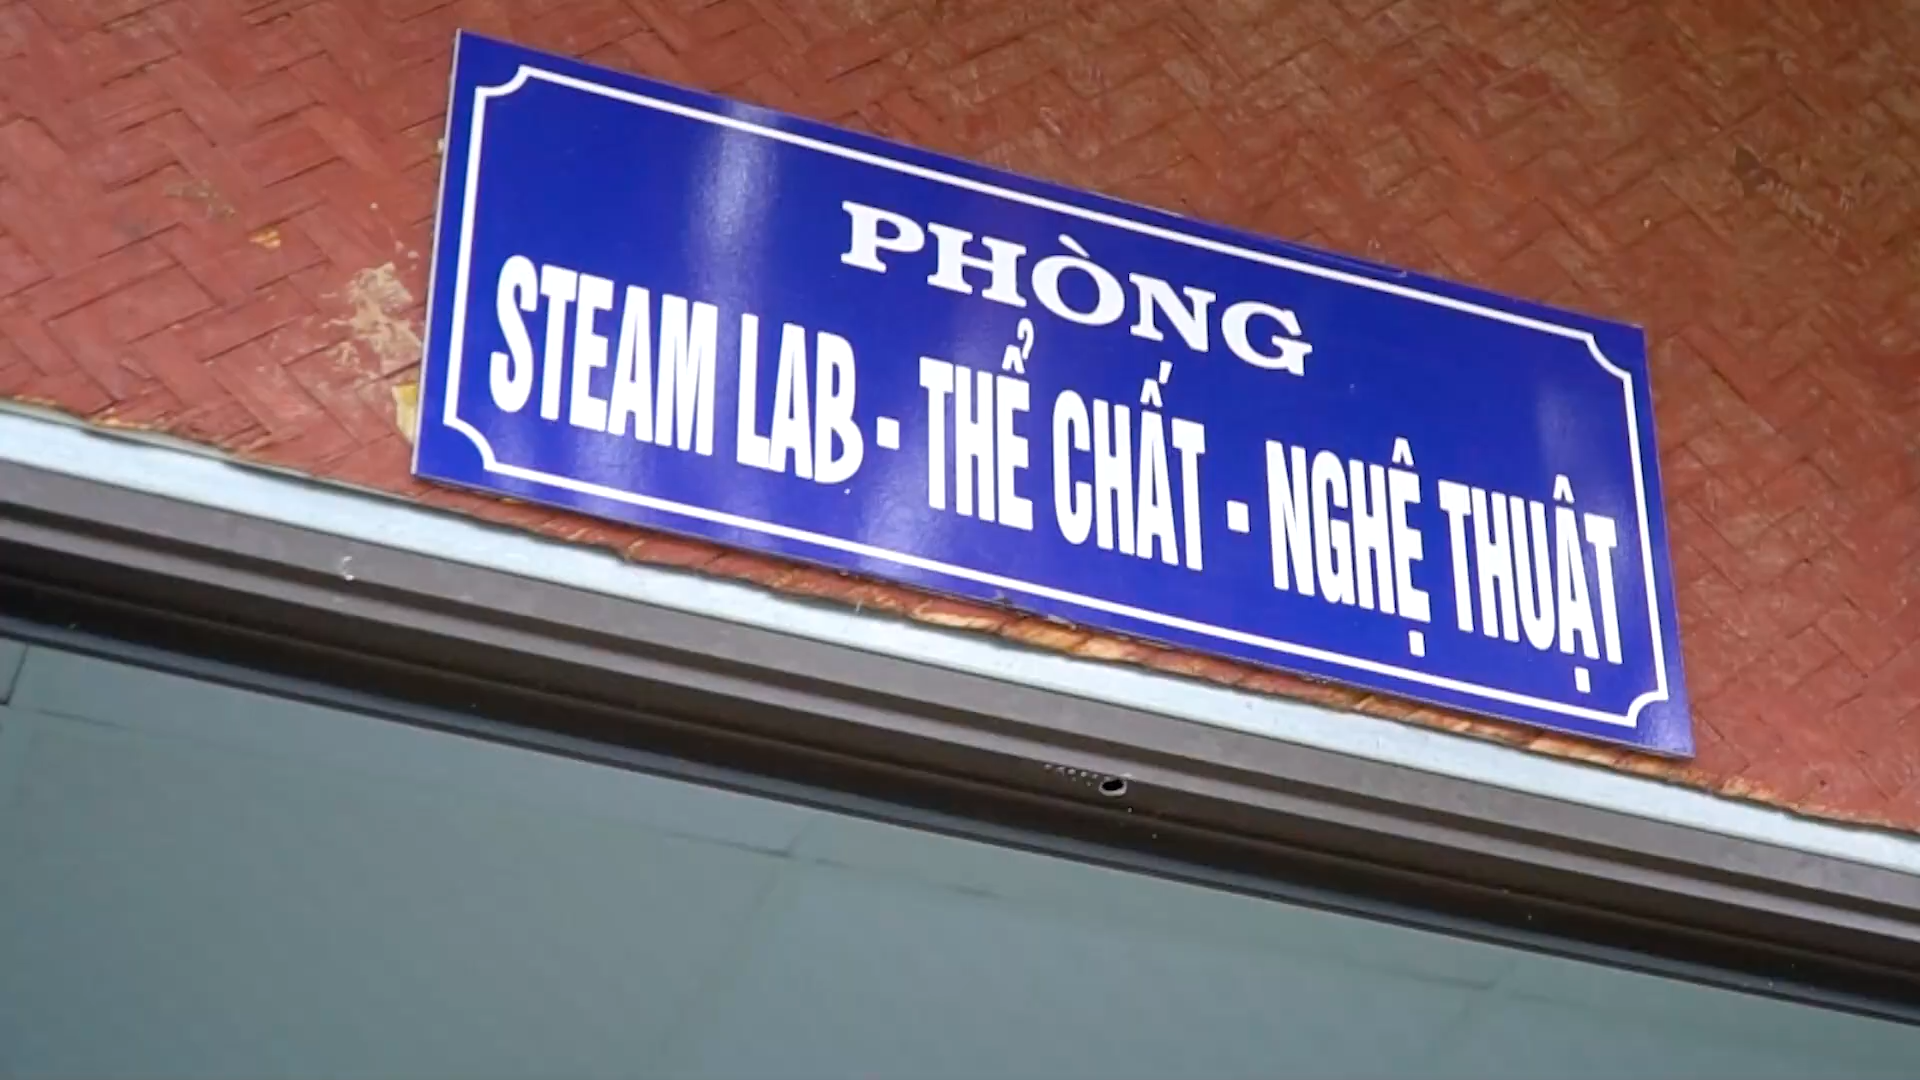 PHÒNG
STEAM LAB - THỂ CHẤT - NGHỆ THUẬT